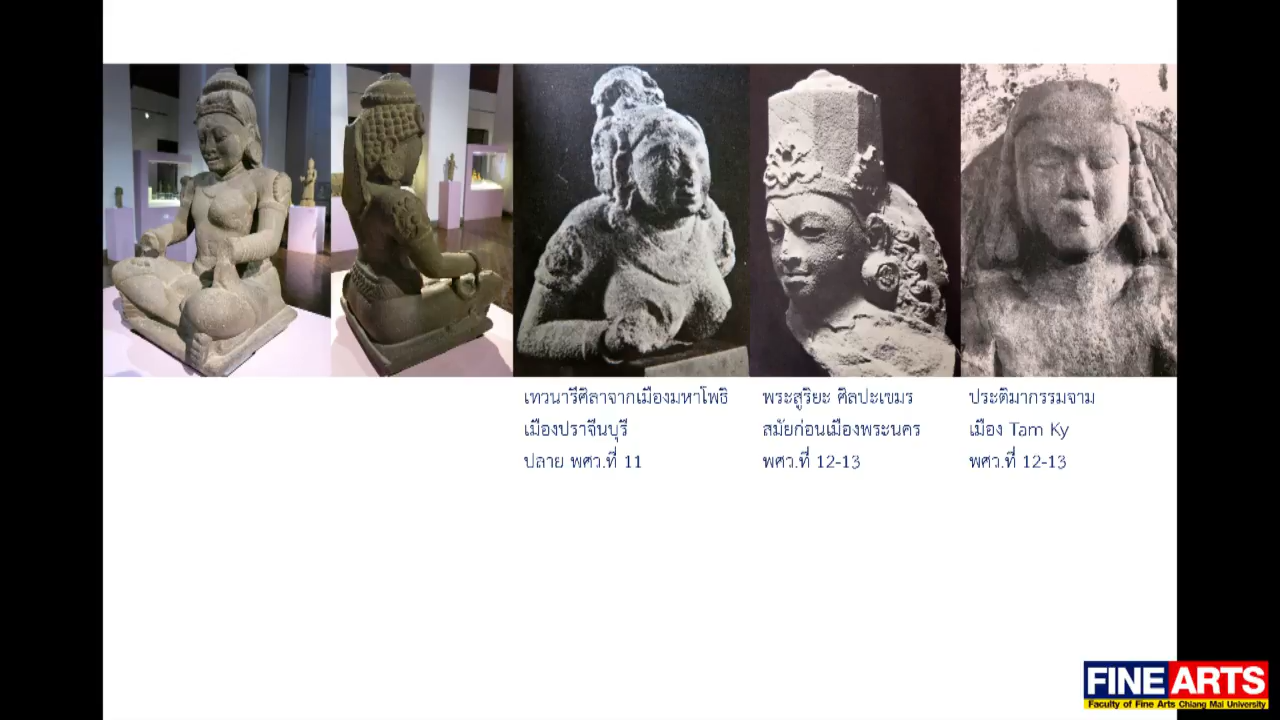 เทวนารีศิลาจากเมืองมหาโพธิ
เมืองปราจีนบุรี
ปลาย พศว.ที่ 11
พระสูริยะ ศิลปะเขมร
สมัยก่อนเมืองพระนคร
พศว.ที่ 12-13
ประติมากรรมจาม
เมือง Tam Ky
พศว.ที่ 12-13
FINE ARTS
Faculty of Fine Arts Chiang Mai University